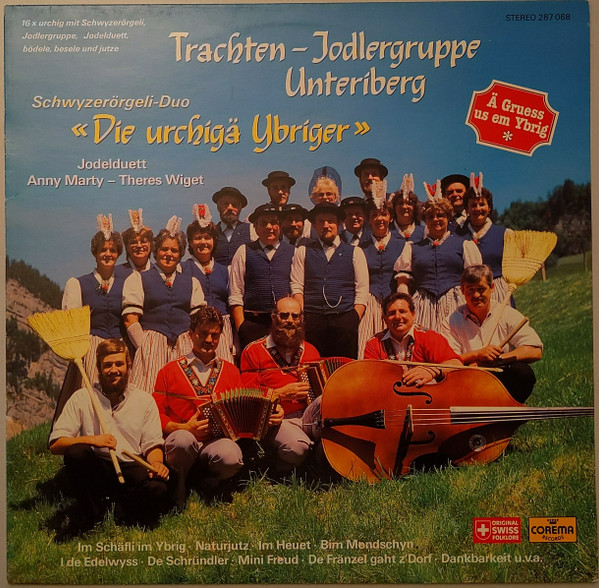 16 x urchig mit Schwyzerörgeli,
Jodlergruppe, Jodelduett,
bödele, besele und jutze
STEREO 287 068
Trachten – Jodlergruppe
Unteriberg
Schwyzerörgeli-Duo
«Die urchigä Ybriger»
Jodelduett
Anny Marty – Theres Wiget
Ä Gruess
us em Ybrig
*
ORIGINAL
SWISS
FOLKLORE
COREMA
RECORDS
Im Schäfli im Ybrig · Naturjutz · Im Heuet · Bim Mendschyn
I de Edelwyss · De Schründler · Mini Freud · De Fränzel gaht z'Dorf · Dankbarkeit u.v.a.